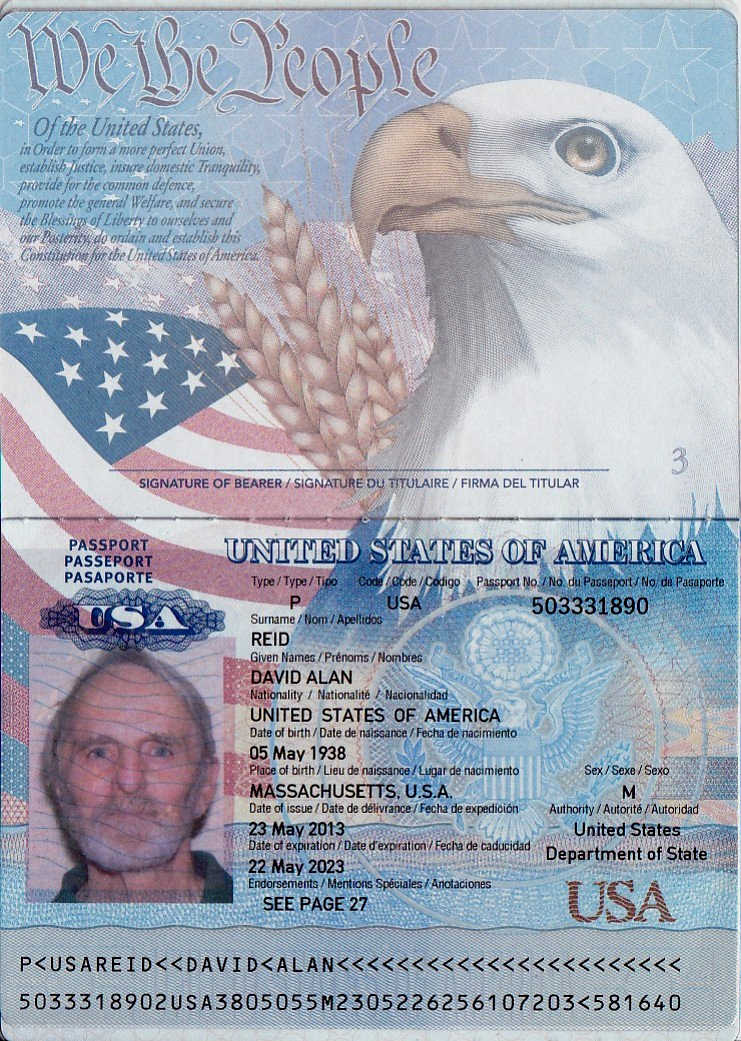 We the People
Of the United States,
in Order to form a more perfect Union,
establish Justice, insure domestic Tranquility,
provide for the common defence,
promote the general Welfare, and secure
the Blessings of Liberty to ourselves and
our Posterity, do ordain and establish this
Constitution for the United States of America.
3
SIGNATURE OF BEARER / SIGNATURE DU TITULAIRE / FIRMA DEL TITULAR
PASSPORT
PASSEPORT
PASAPORTE
USA
UNITED STATES OF AMERICA
Type / Type / Tipo Code / Code / Codigo Passport No. / No. du Passeport / No. de Pasaporte
P USA 503331890
Surname / Nom / Apellidos
REID
Given Names / Prénoms / Nombres
DAVID ALAN
Nationality / Nationalité / Nacionalidad
UNITED STATES OF AMERICA
Date of birth / Date de naissance / Fecha de nacimiento
05 May 1938
Place of birth / Lieu de naissance / Lugar de nacimiento Sex / Sexe / Sexo
MASSACHUSETTS, U.S.A. M
Date of issue / Date de délivrance / Fecha de expedición Authority / Autorité / Autoridad
23 May 2013 United States
Date of expiration / Date d'expiration / Fecha de caducidad Department of State
22 May 2023
Endorsements / Mentions Spéciales / Anotaciones
SEE PAGE 27
USA
P<USAREID<<DAVID<ALAN<<<<<<<<<<<<<<<<<<<<<<<
5033318902USA3805055M2305226256107203<581640